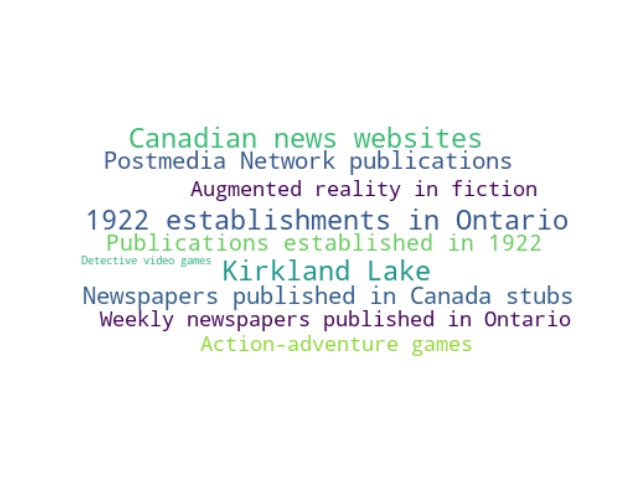 Canadian news websites
Postmedia Network publications
Augmented reality in fiction
1922 establishments in Ontario
Publications established in 1922
Detective video games
Kirkland Lake
Newspapers published in Canada stubs
Weekly newspapers published in Ontario
Action-adventure games